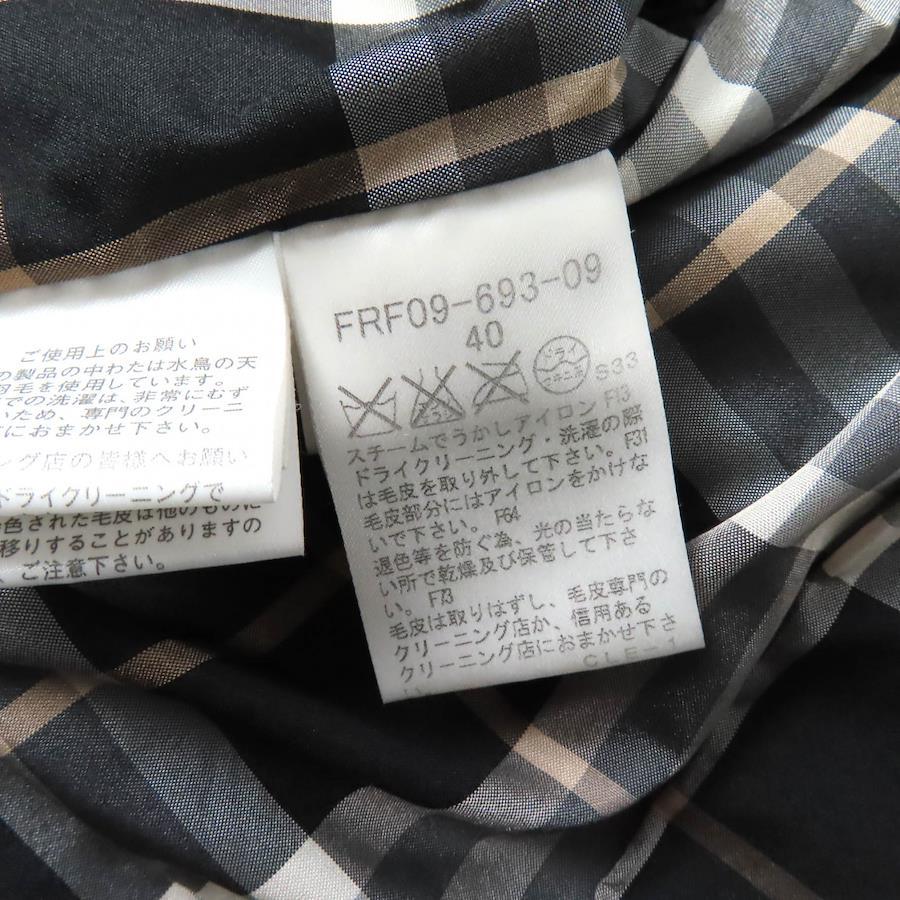 ご使用上のお願い
の製品の中わたは水鳥の天
羽毛を使用しています。
での洗濯は、非常にむず
いため、専門のクリーニ
におまかせ下さい。
ング店の皆様へお願い
ドライクリーニングで
色された毛皮は他のものに
移りすることがありますの
、ご注意下さい。
FRF09-693-09
40
ドライ
S33
スチームでうかしアイロン F13
ドライクリーニング・洗濯の際
は毛皮を取り外して下さい。F31
毛皮部分にはアイロンをかけな
いで下さい。F64
退色等を防ぐ為、光の当たらな
い所で乾燥及び保管して下さ
い。F73
毛皮は取りはずし、毛皮専門の
クリーニング店か、信用ある
クリーニング店におまかせ下さ
い CLE-1